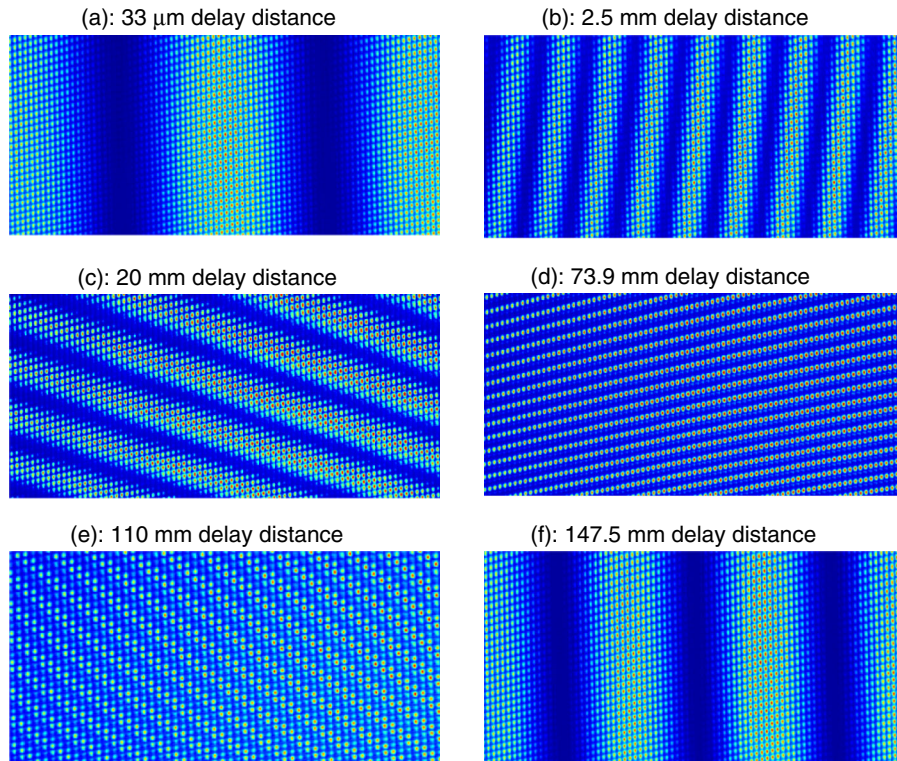 (a): 33 μm delay distance
(b): 2.5 mm delay distance
(c): 20 mm delay distance
(d): 73.9 mm delay distance
(e): 110 mm delay distance
(f): 147.5 mm delay distance